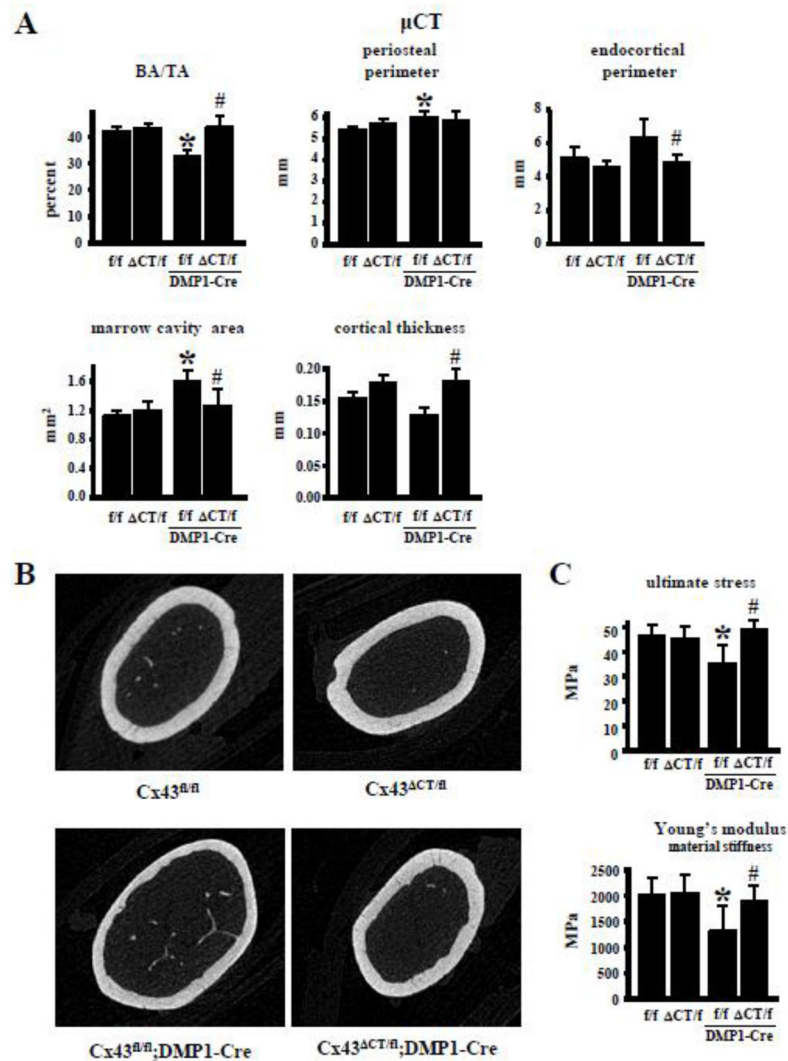 A
µCT
BA/TA
percent
40
30
20
10
0
*
#
f/f ΔCT/f f/f ΔCT/f
DMP1-Cre
periosteal
perimeter
mm
6
5
4
3
2
1
0
*
f/f ΔCT/f f/f ΔCT/f
DMP1-Cre
endocortical
perimeter
mm
8
6
4
2
0
#
f/f ΔCT/f f/f ΔCT/f
DMP1-Cre
marrow cavity area
mm²
1.6
1.2
0.8
0.4
0.0
*
#
f/f ΔCT/f f/f ΔCT/f
DMP1-Cre
cortical thickness
mm
0.20
0.15
0.10
0.05
0.00
#
f/f ΔCT/f f/f ΔCT/f
DMP1-Cre
B
Cx43fl/fl
Cx43ΔCT/fl
Cx43fl/fl;DMP1-Cre
Cx43ΔCT/fl;DMP1-Cre
C
ultimate stress
MPa
50
40
30
20
10
0
*
#
f/f ΔCT/f f/f ΔCT/f
DMP1-Cre
Young's modulus
material stiffness
MPa
2500
2000
1500
1000
500
0
*
#
f/f ΔCT/f f/f ΔCT/f
DMP1-Cre